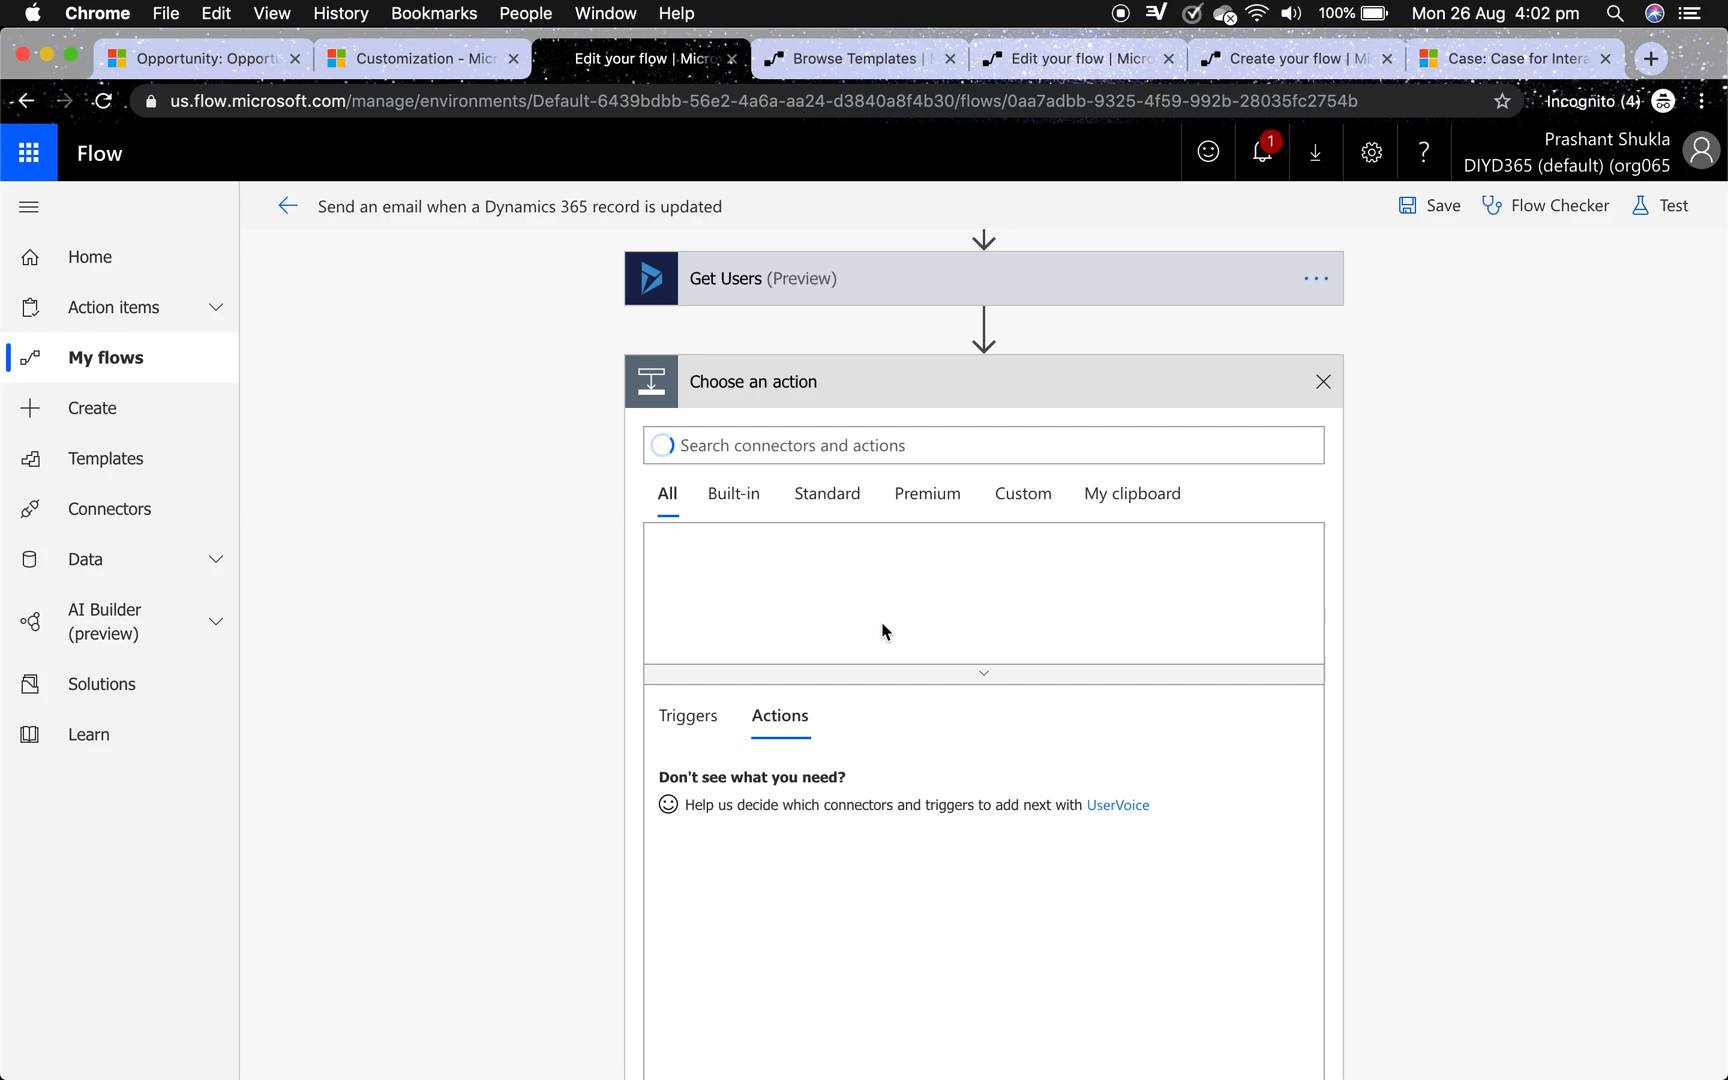 Chrome File Edit View History Bookmarks People Window Help 100% Mon 26 Aug 4:02 pm
Opportunity: Opport
Customization - Micr
Edit your flow | Micro
Browse Templates |
Edit your flow | Micro
Create your flow | Mi
Case: Case for Intera
us.flow.microsoft.com/manage/environments/Default-6439bdbb-56e2-4a6a-aa24-d3840a8f4b30/flows/0aa7adbb-9325-4f59-992b-28035fc2754b
Incognito (4)
Flow
1
?
Prashant Shukla
DIYD365 (default) (org065
Send an email when a Dynamics 365 record is updated
Save
Flow Checker
Test
Home
Action items
My flows
Create
Templates
Connectors
Data
AI Builder
(preview)
Solutions
Learn
Get Users (Preview)
Choose an action
Search connectors and actions
All Built-in Standard Premium Custom My clipboard
Triggers Actions
Don't see what you need?
Help us decide which connectors and triggers to add next with UserVoice